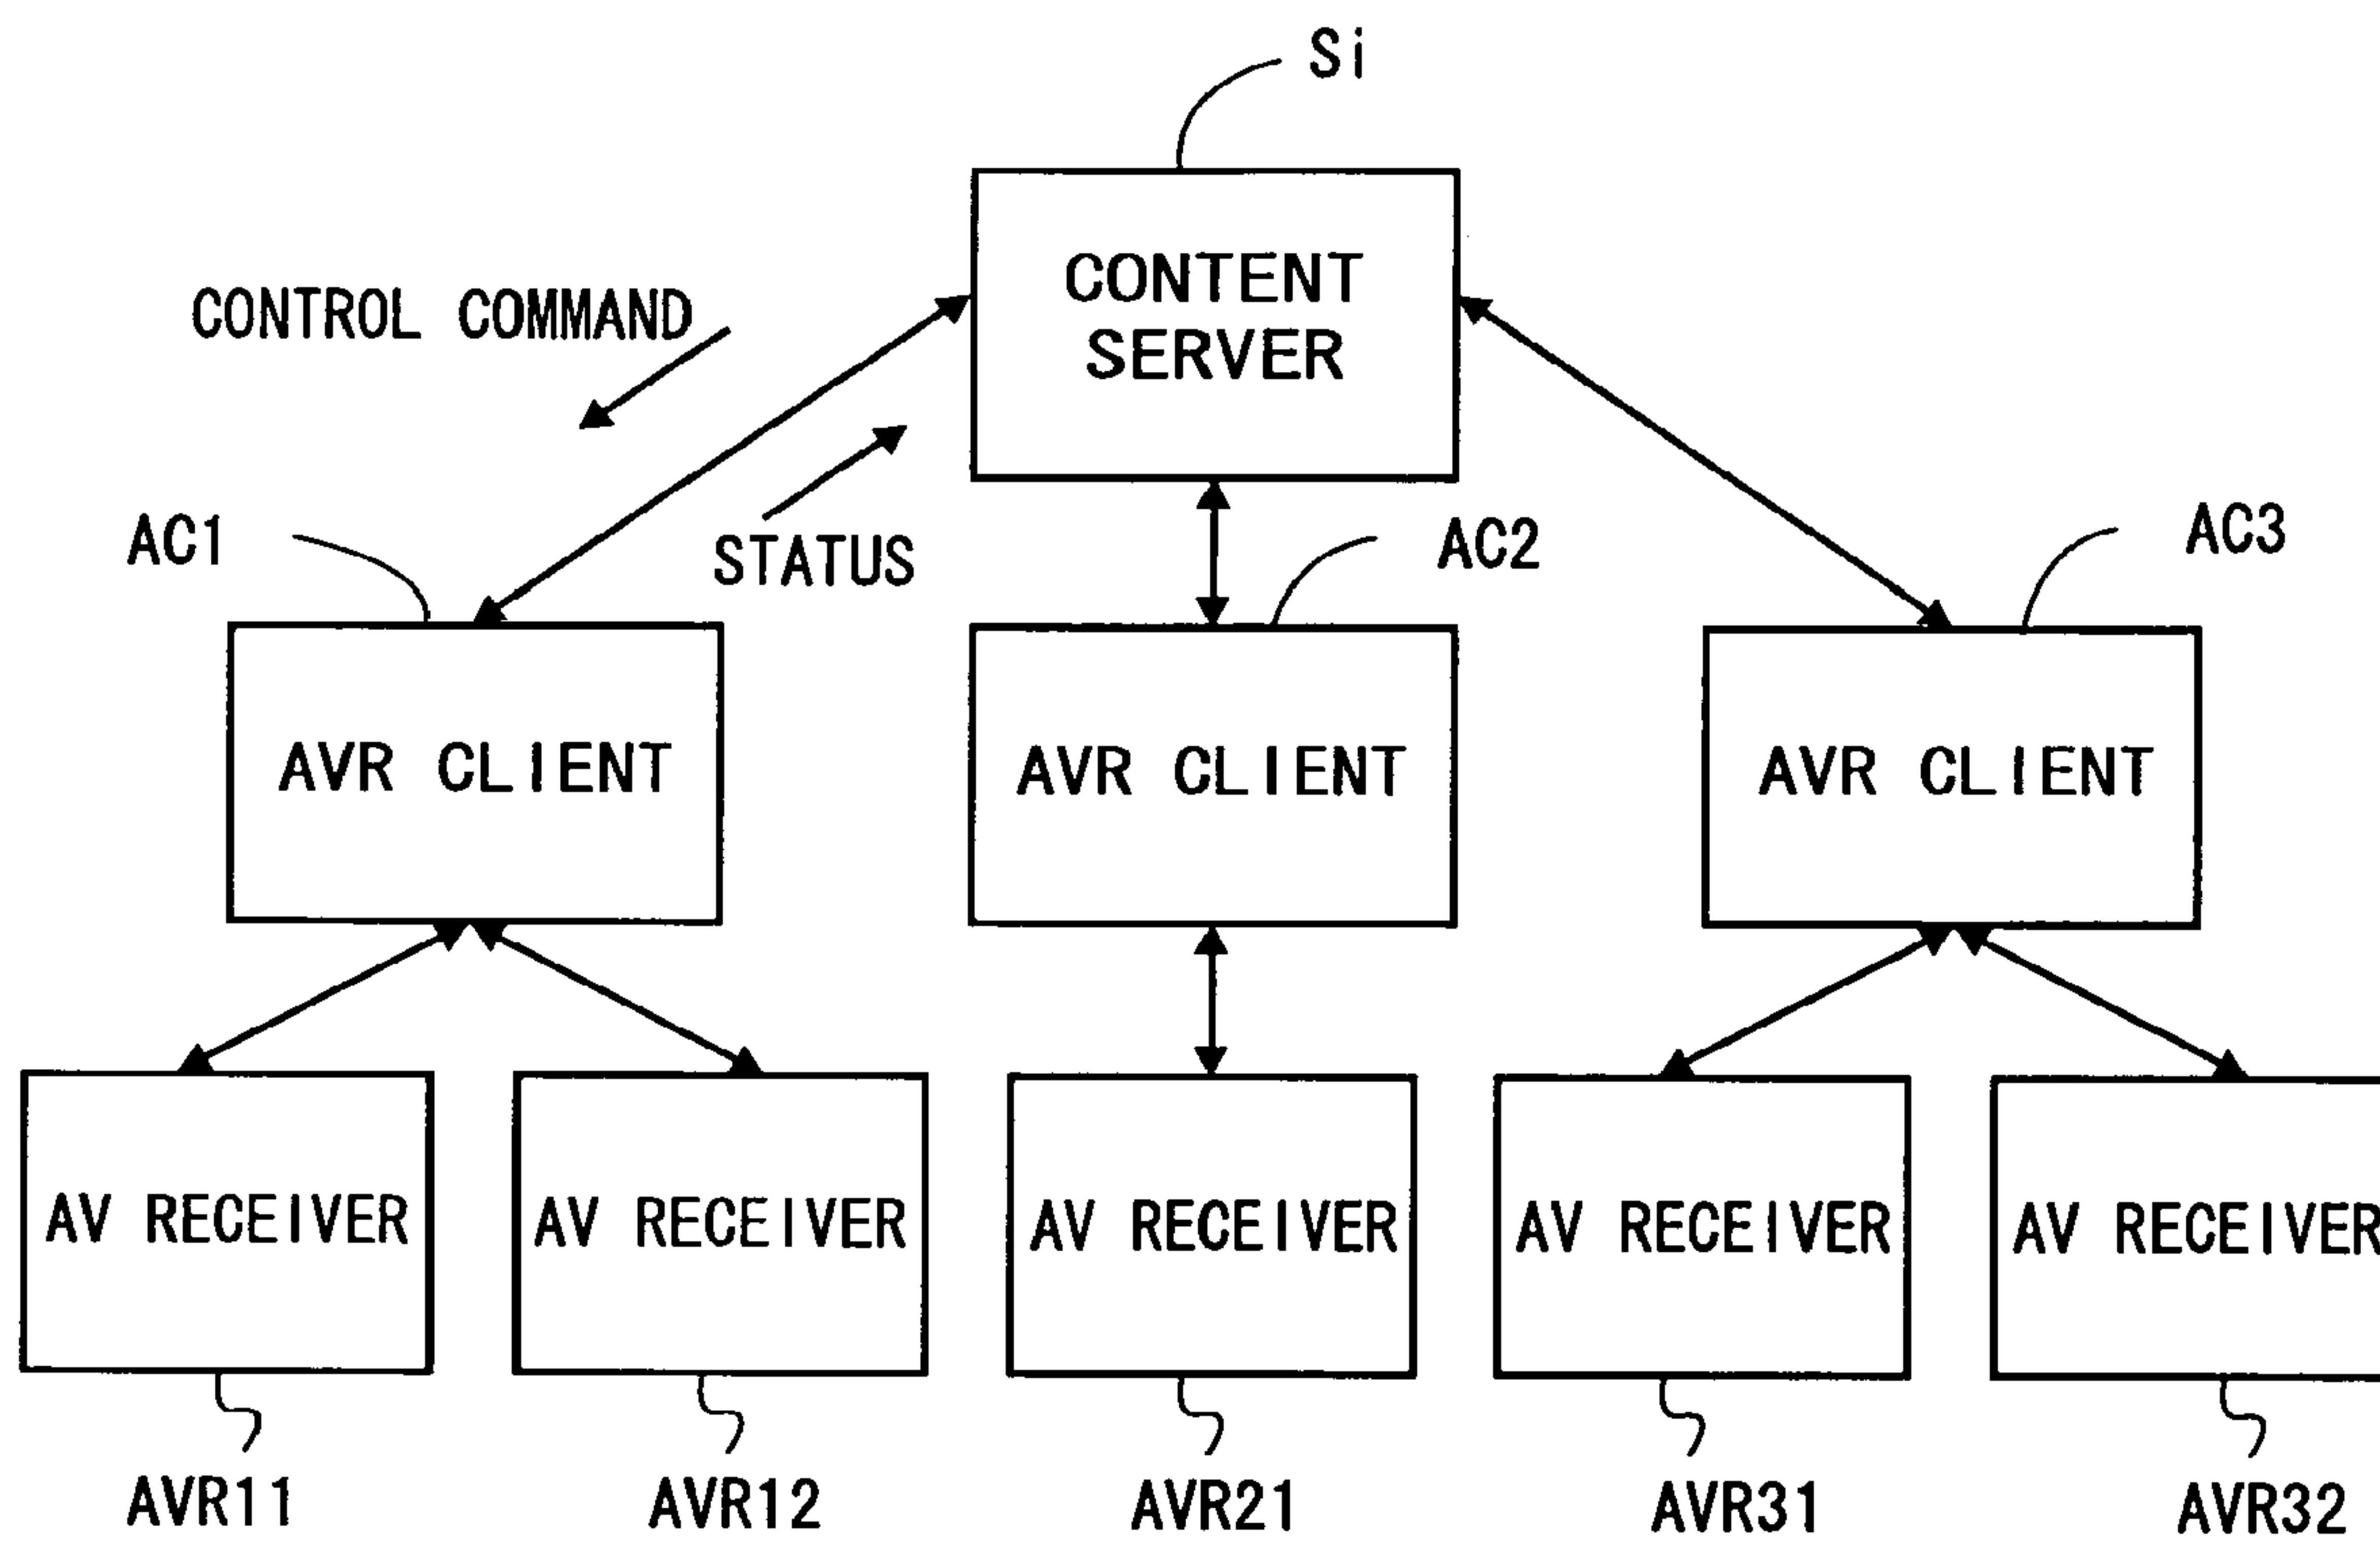 Si
CONTENT
SERVER
CONTROL COMMAND
STATUS
AC1
AC2
AC3
AVR CLIENT
AVR CLIENT
AVR CLIENT
AV RECEIVER
AV RECEIVER
AV RECEIVER
AV RECEIVER
AV RECEIVER
AVR11
AVR12
AVR21
AVR31
AVR32